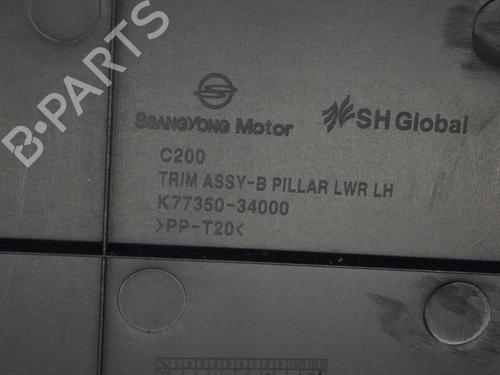 B·PARTS
SSANGYONG Motor
SH Global
C200
TRIM ASSY-B PILLAR LWR LH
K77350-34000
>PP-T20<